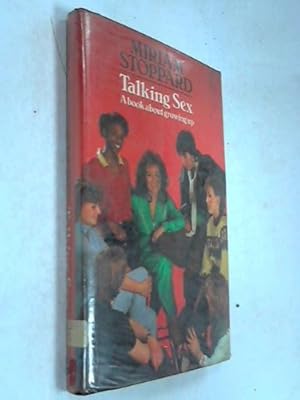 MIRIAM
STOPPARD
Talking Sex
A book about growing up